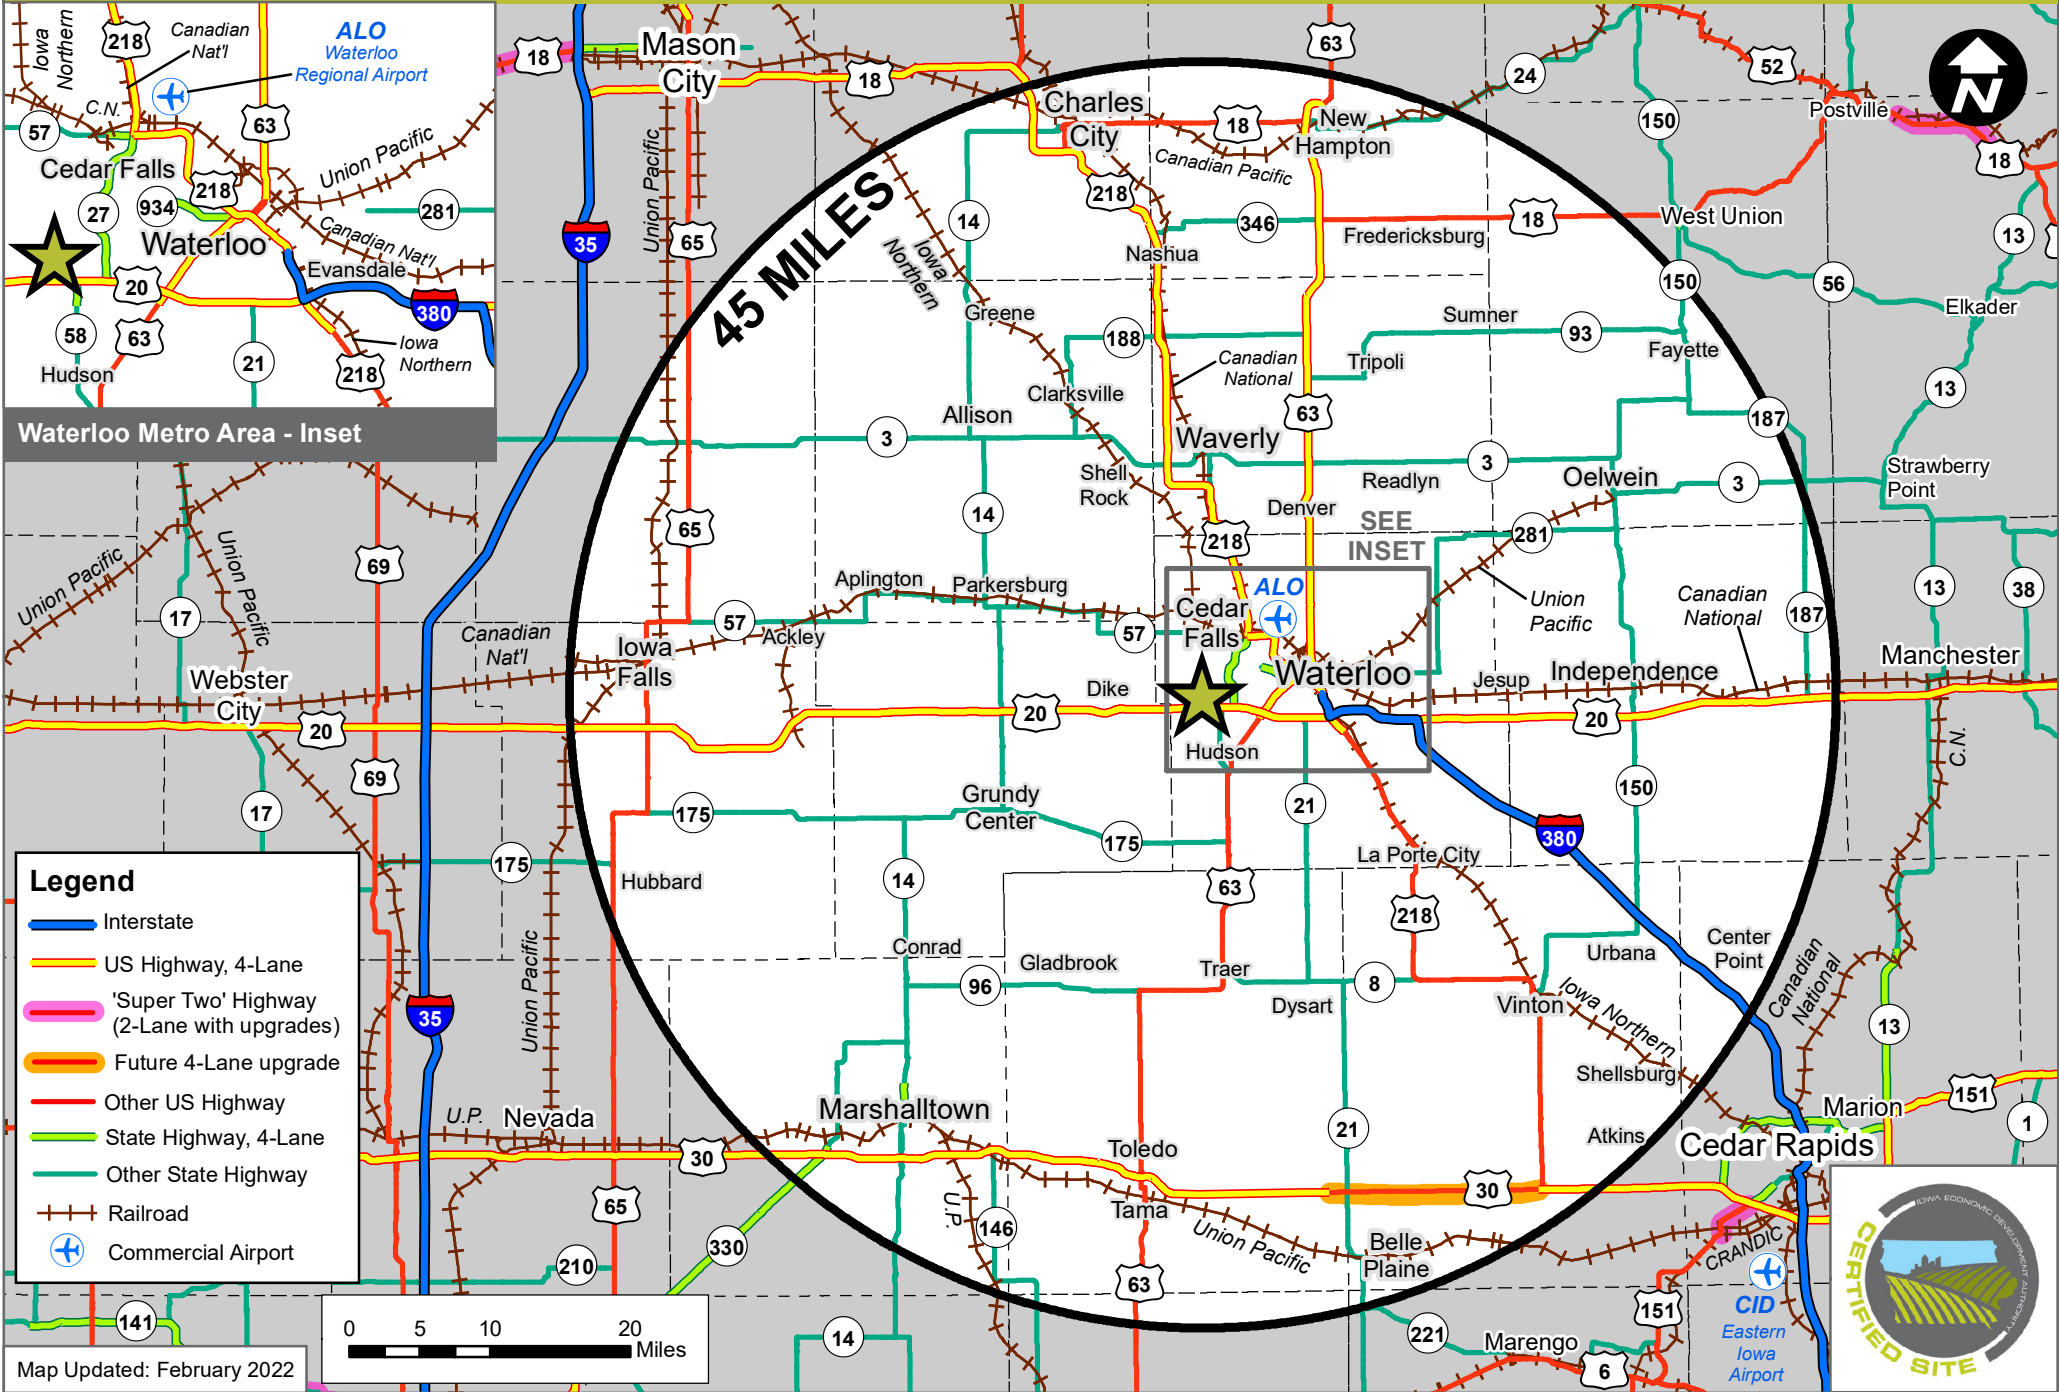 Iowa
Northern
218
Canadian
Nat'l
ALO
Waterloo
Regional Airport
C.N.
57
63
Cedar Falls
Union Pacific
27
934
218
281
Waterloo
Canadian Nat'l
Evansdale
20
380
58
63
21
Iowa
Northern
218
Hudson
Waterloo Metro Area - Inset
18
Mason
City
18
63
24
52
Postville
18
N
Charles
City
18
New
Hampton
150
Union Pacific
Canadian Pacific
45 MILES
218
35
65
14
Iowa
Northern
346
Nashua
Fredericksburg
18
West Union
13
150
56
Elkader
Greene
188
Sumner
93
Fayette
Canadian
National
Tripoli
Clarksville
Allison
63
13
187
3
Waverly
3
Readlyn
Oelwein
3
Strawberry
Point
Shell
Rock
Denver
SEE
INSET
14
65
218
281
Union Pacific
Union Pacific
69
17
Aplington
Parkersburg
ALO
Cedar
Falls
Union
Pacific
Canadian
National
13
38
187
57
Ackley
57
Canadian
Nat'l
Iowa
Falls
Webster
City
Waterloo
Jesup
Independence
Manchester
Dike
20
20
20
Hudson
C.N.
69
17
175
Grundy
Center
175
21
150
380
La Porte City
175
Hubbard
14
63
218
Conrad
Gladbrook
Traer
96
8
Dysart
Vinton
Urbana
Center
Point
Canadian
National
Iowa Northern
13
35
Union Pacific
Shellsburg
151
Marion
1
U.P.
Nevada
Marshalltown
Toledo
21
Atkins
Cedar Rapids
30
30
Tama
65
U.P.
146
Union Pacific
Belle
Plaine
CRANDIC
330
210
63
CID
Eastern
Iowa
Airport
151
141
14
221
Marengo
6
Legend
Interstate
US Highway, 4-Lane
'Super Two' Highway
(2-Lane with upgrades)
Future 4-Lane upgrade
Other US Highway
State Highway, 4-Lane
Other State Highway
Railroad
Commercial Airport
0 5 10 20
Miles
Map Updated: February 2022
IOWA ECONOMIC DEVELOPMENT AUTHORITY
CERTIFIED SITE